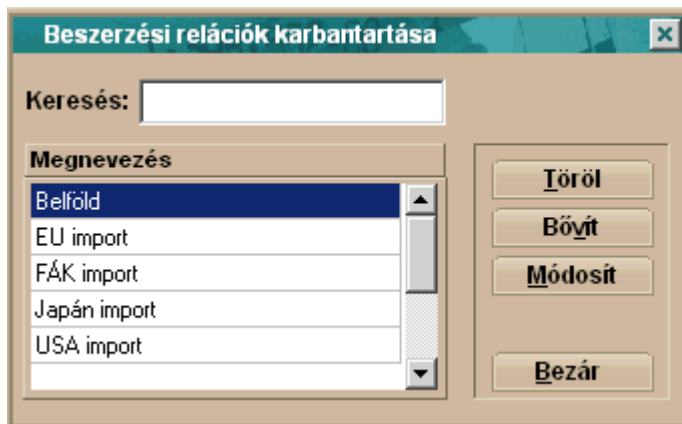 Beszerzési relációk karbantartása
Keresés:
Megnevezés
Belföld
EU import
FÁK import
Japán import
USA import
Töröl
Bővít
Módosít
Bezár